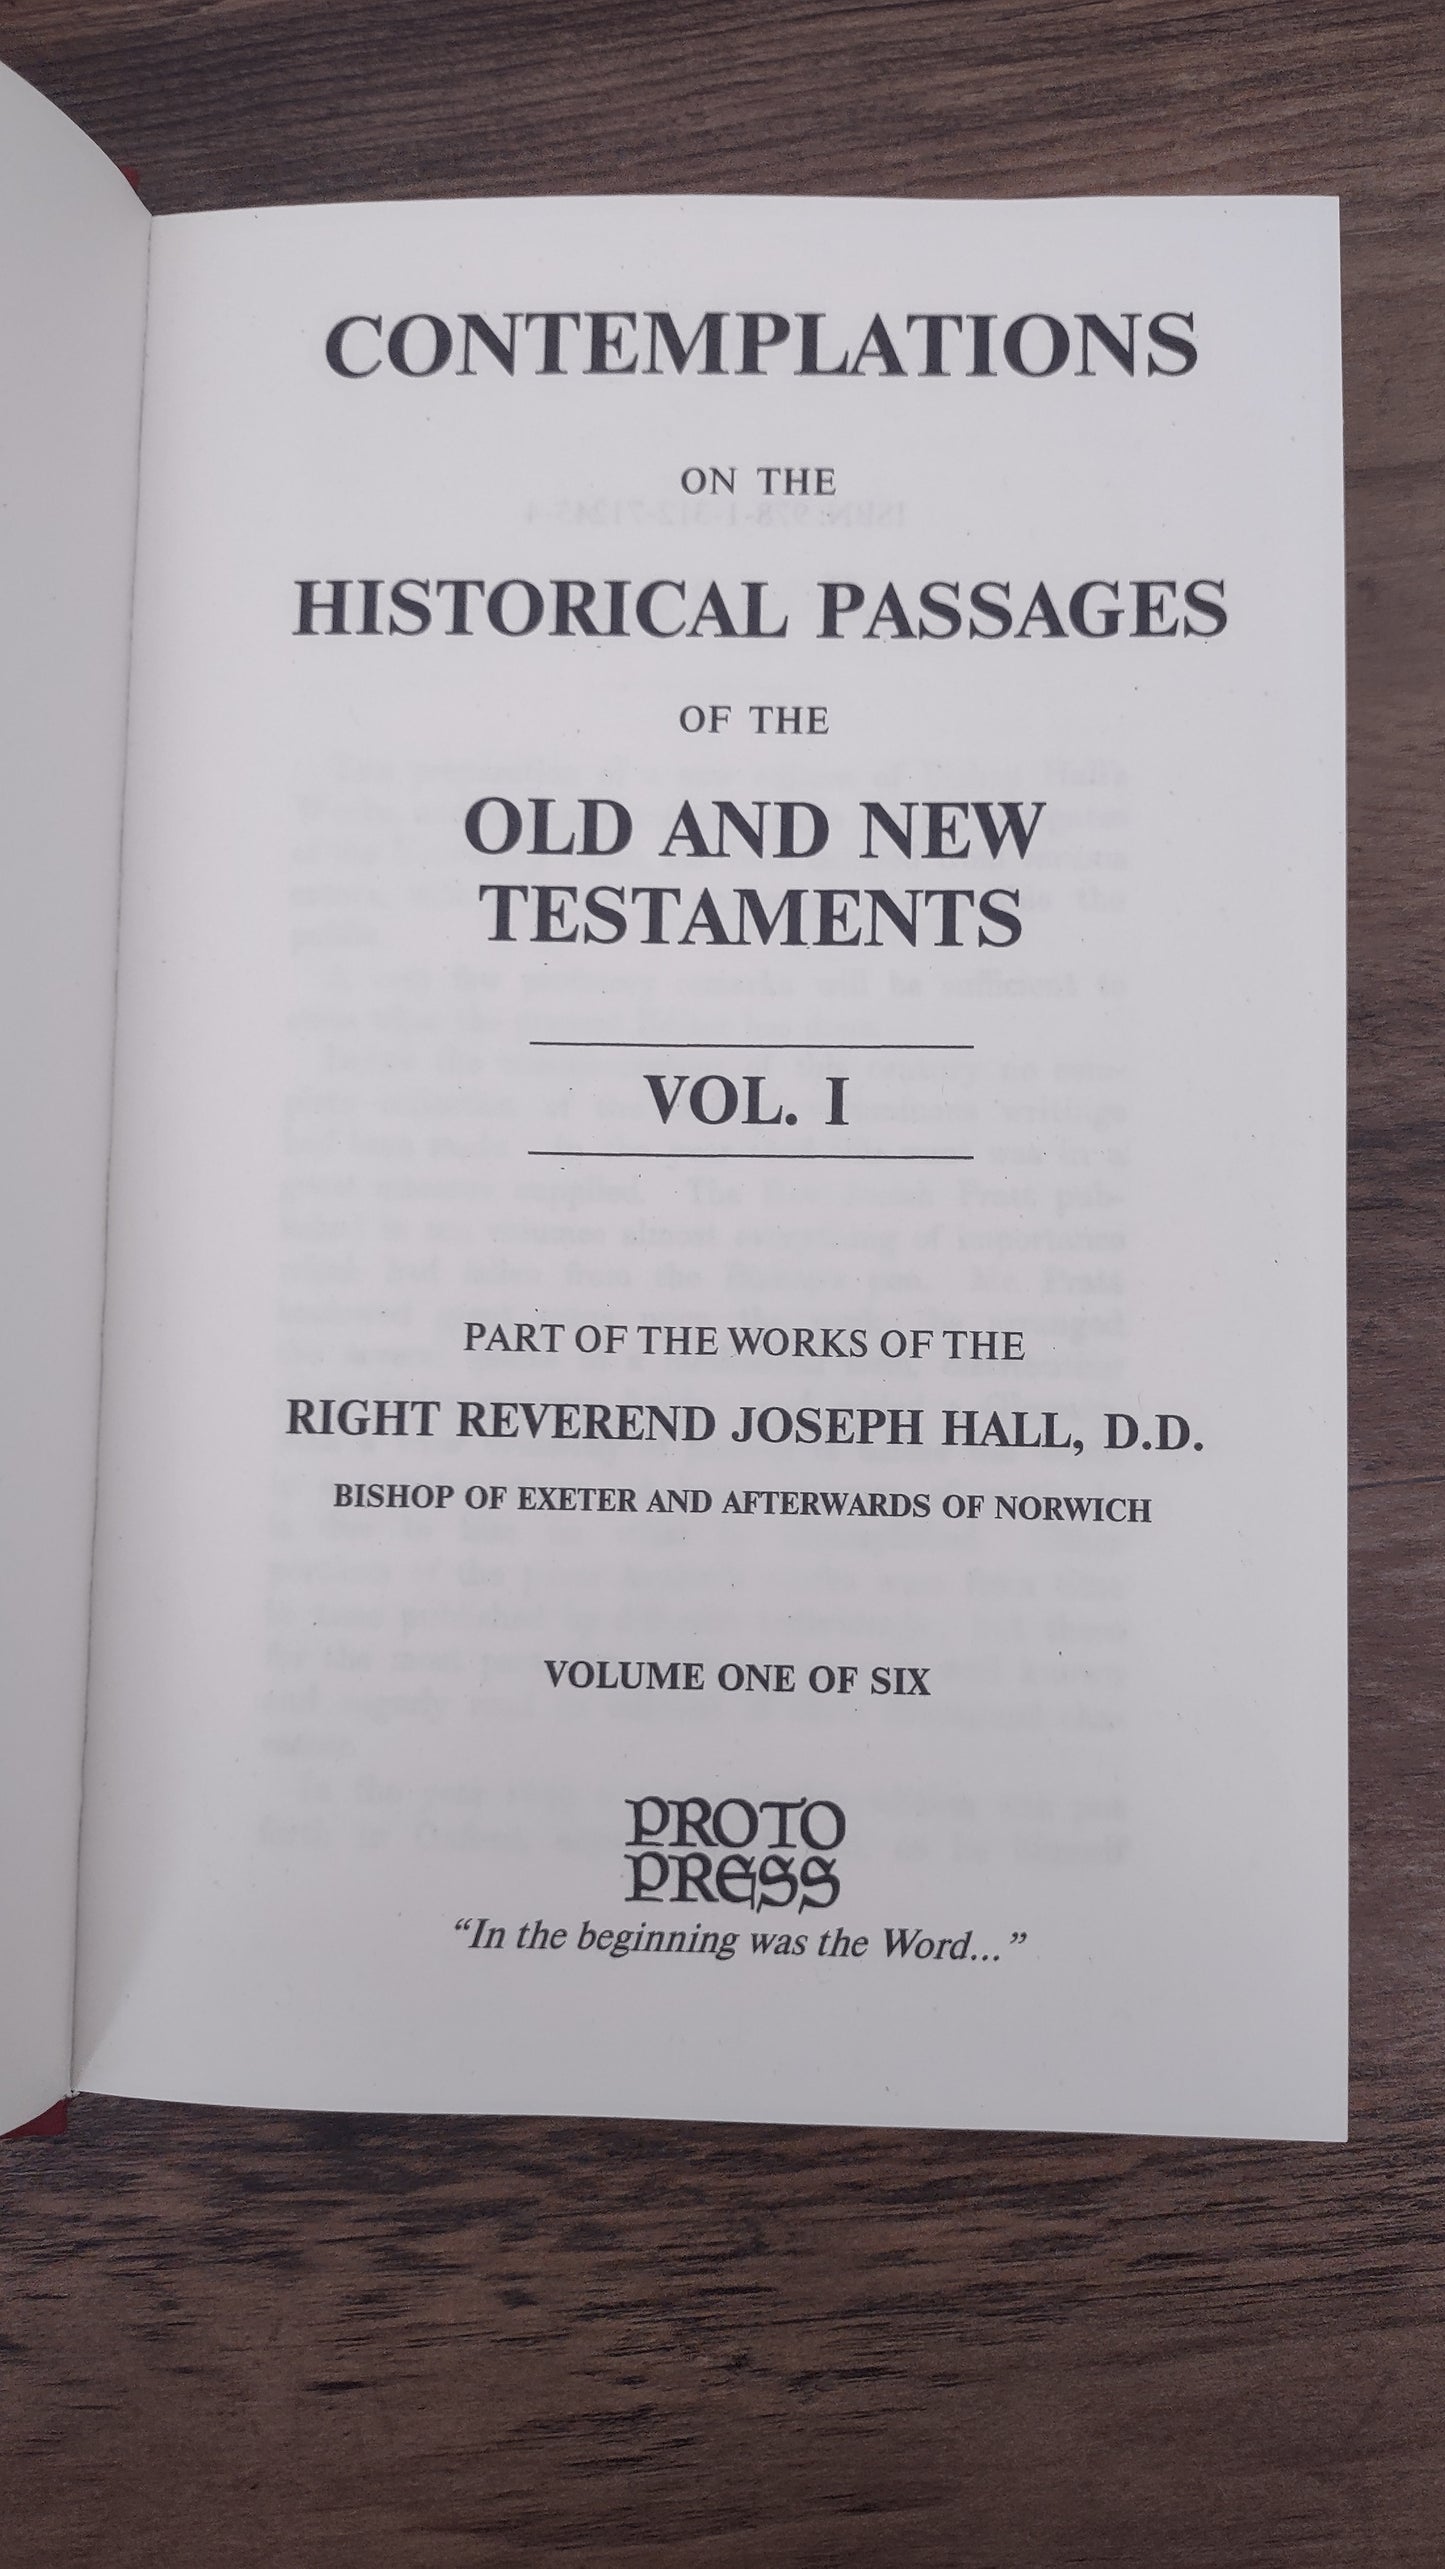 CONTEMPLATIONS
ON THE
HISTORICAL PASSAGES
OF THE
OLD AND NEW
TESTAMENTS
VOL. I
PART OF THE WORKS OF THE
RIGHT REVEREND JOSEPH HALL, D.D.
BISHOP OF EXETER AND AFTERWARDS OF NORWICH
VOLUME ONE OF SIX
PROTO
PRESS
“In the beginning was the Word...”